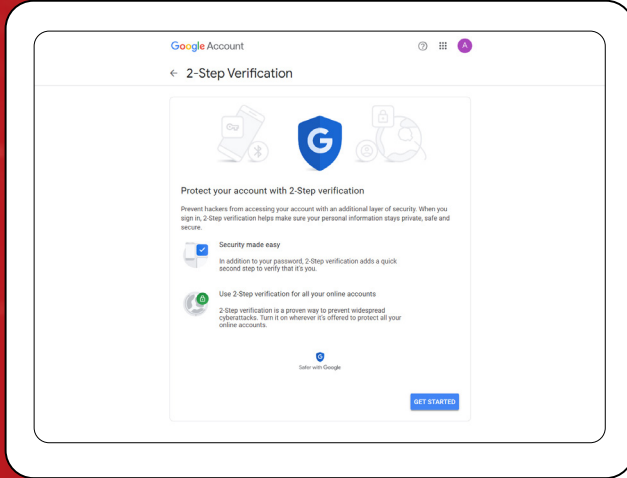 Google Account
A
2-Step Verification
G
Protect your account with 2-Step verification
Prevent hackers from accessing your account with an additional layer of security. When you
sign in, 2-Step verification helps make sure your personal information stays private, safe and
secure.
Security made easy
In addition to your password, 2-Step verification adds a quick
second step to verify that it's you.
Use 2-Step verification for all your online accounts
2-Step verification is a proven way to prevent widespread
cyberattacks. Turn it on wherever it's offered to protect all your
online accounts.
G
Safer with Google
GET STARTED